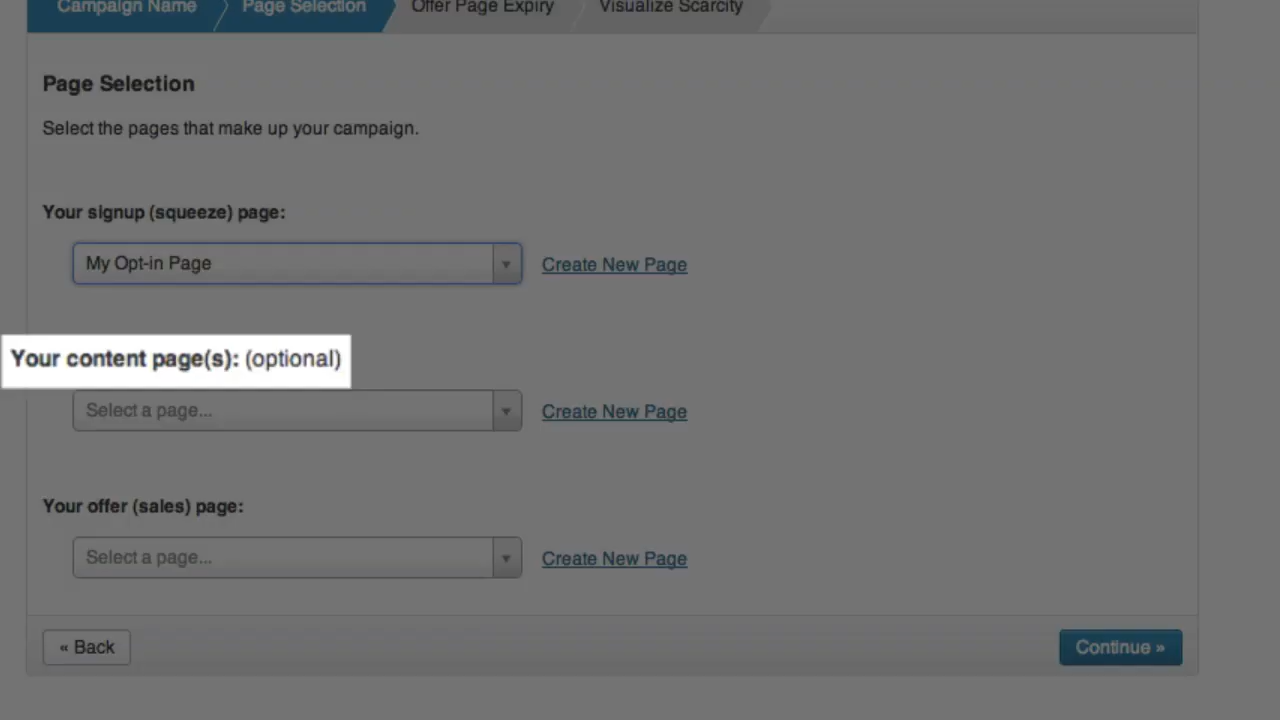 Campaign Name Page Selection Offer Page Expiry Visualize Scarcity
Page Selection
Select the pages that make up your campaign.
Your signup (squeeze) page:
My Opt-in Page Create New Page
Your content page(s): (optional)
Select a page... Create New Page
Your offer (sales) page:
Select a page... Create New Page
« Back Continue »